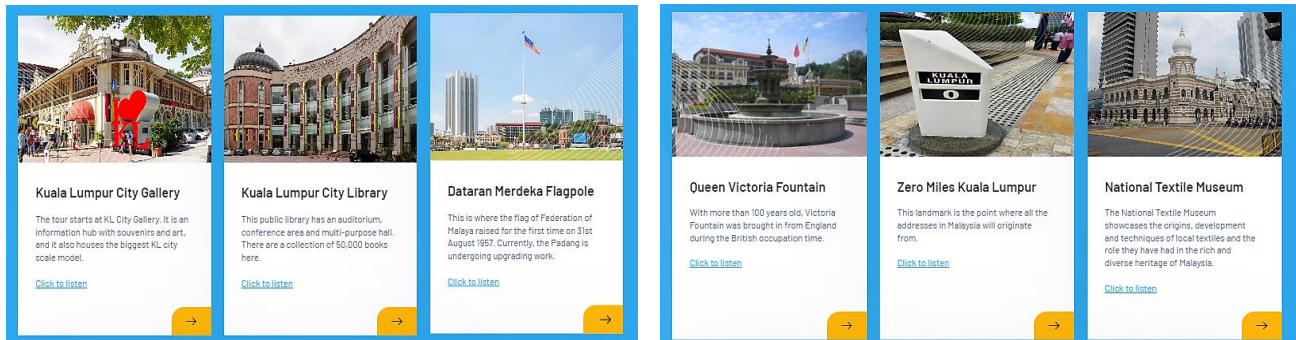 KL
Kuala Lumpur City Gallery
The tour starts at KL City Gallery. It is an
information hub with souvenirs and art,
and it also houses the biggest KL city
scale model.
Click to listen
Kuala Lumpur City Library
This public library has an auditorium,
conference area and multi-purpose hall.
There are a collection of 50,000 books
here.
Click to listen
Dataran Merdeka Flagpole
This is where the flag of Federation of
Malaya raised for the first time on 31st
August 1957. Currently, the Padang is
undergoing upgrading work.
Click to listen
Queen Victoria Fountain
With more than 100 years old, Victoria
Fountain was brought in from England
during the British occupation time.
Click to listen
KUALA
LUMPUR
0
Zero Miles Kuala Lumpur
This landmark is the point where all the
addresses in Malaysia will originate
from.
Click to listen
National Textile Museum
The National Textile Museum
showcases the origins, development
and techniques of local textiles and the
role they have had in the rich and
diverse heritage of Malaysia.
Click to listen